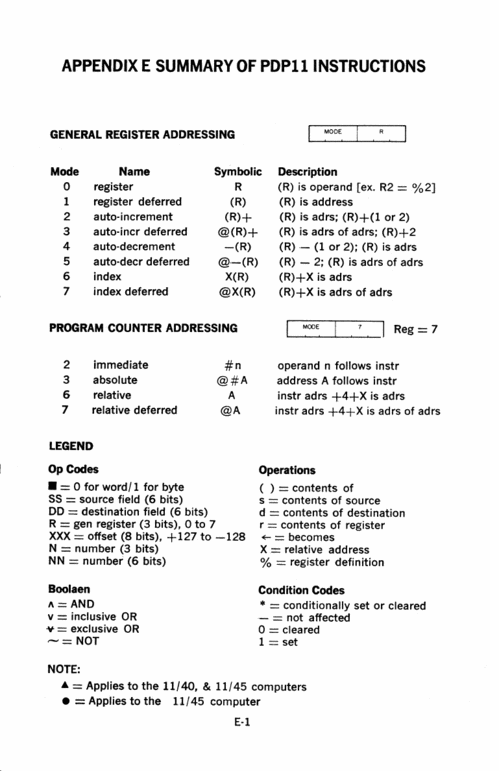 APPENDIX E SUMMARY OF PDP11 INSTRUCTIONS
GENERAL REGISTER ADDRESSING
MODE R
Mode Name Symbolic Description
0 register R (R) is operand [ex. R2 = %2]
1 register deferred (R) (R) is address
2 auto-increment (R)+ (R) is adrs; (R)+(1 or 2)
3 auto-incr deferred @(R)+ (R) is adrs of adrs; (R)+2
4 auto-decrement —(R) (R) — (1 or 2); (R) is adrs
5 auto-decr deferred @—(R) (R) — 2; (R) is adrs of adrs
6 index X(R) (R)+X is adrs
7 index deferred @X(R) (R)+X is adrs of adrs
PROGRAM COUNTER ADDRESSING
MODE 7 Reg = 7
2 immediate #n operand n follows instr
3 absolute @#A address A follows instr
6 relative A instr adrs +4+X is adrs
7 relative deferred @A instr adrs +4+X is adrs of adrs
LEGEND
Op Codes
■ = 0 for word/1 for byte
SS = source field (6 bits)
DD = destination field (6 bits)
R = gen register (3 bits), 0 to 7
XXX = offset (8 bits), +127 to —128
N = number (3 bits)
NN = number (6 bits)
Operations
( ) = contents of
s = contents of source
d = contents of destination
r = contents of register
← = becomes
X = relative address
% = register definition
Boolaen
∧ = AND
v = inclusive OR
⊻ = exclusive OR
~ = NOT
Condition Codes
* = conditionally set or cleared
— = not affected
0 = cleared
1 = set
NOTE:
▲ = Applies to the 11/40, & 11/45 computers
● = Applies to the 11/45 computer
E-1